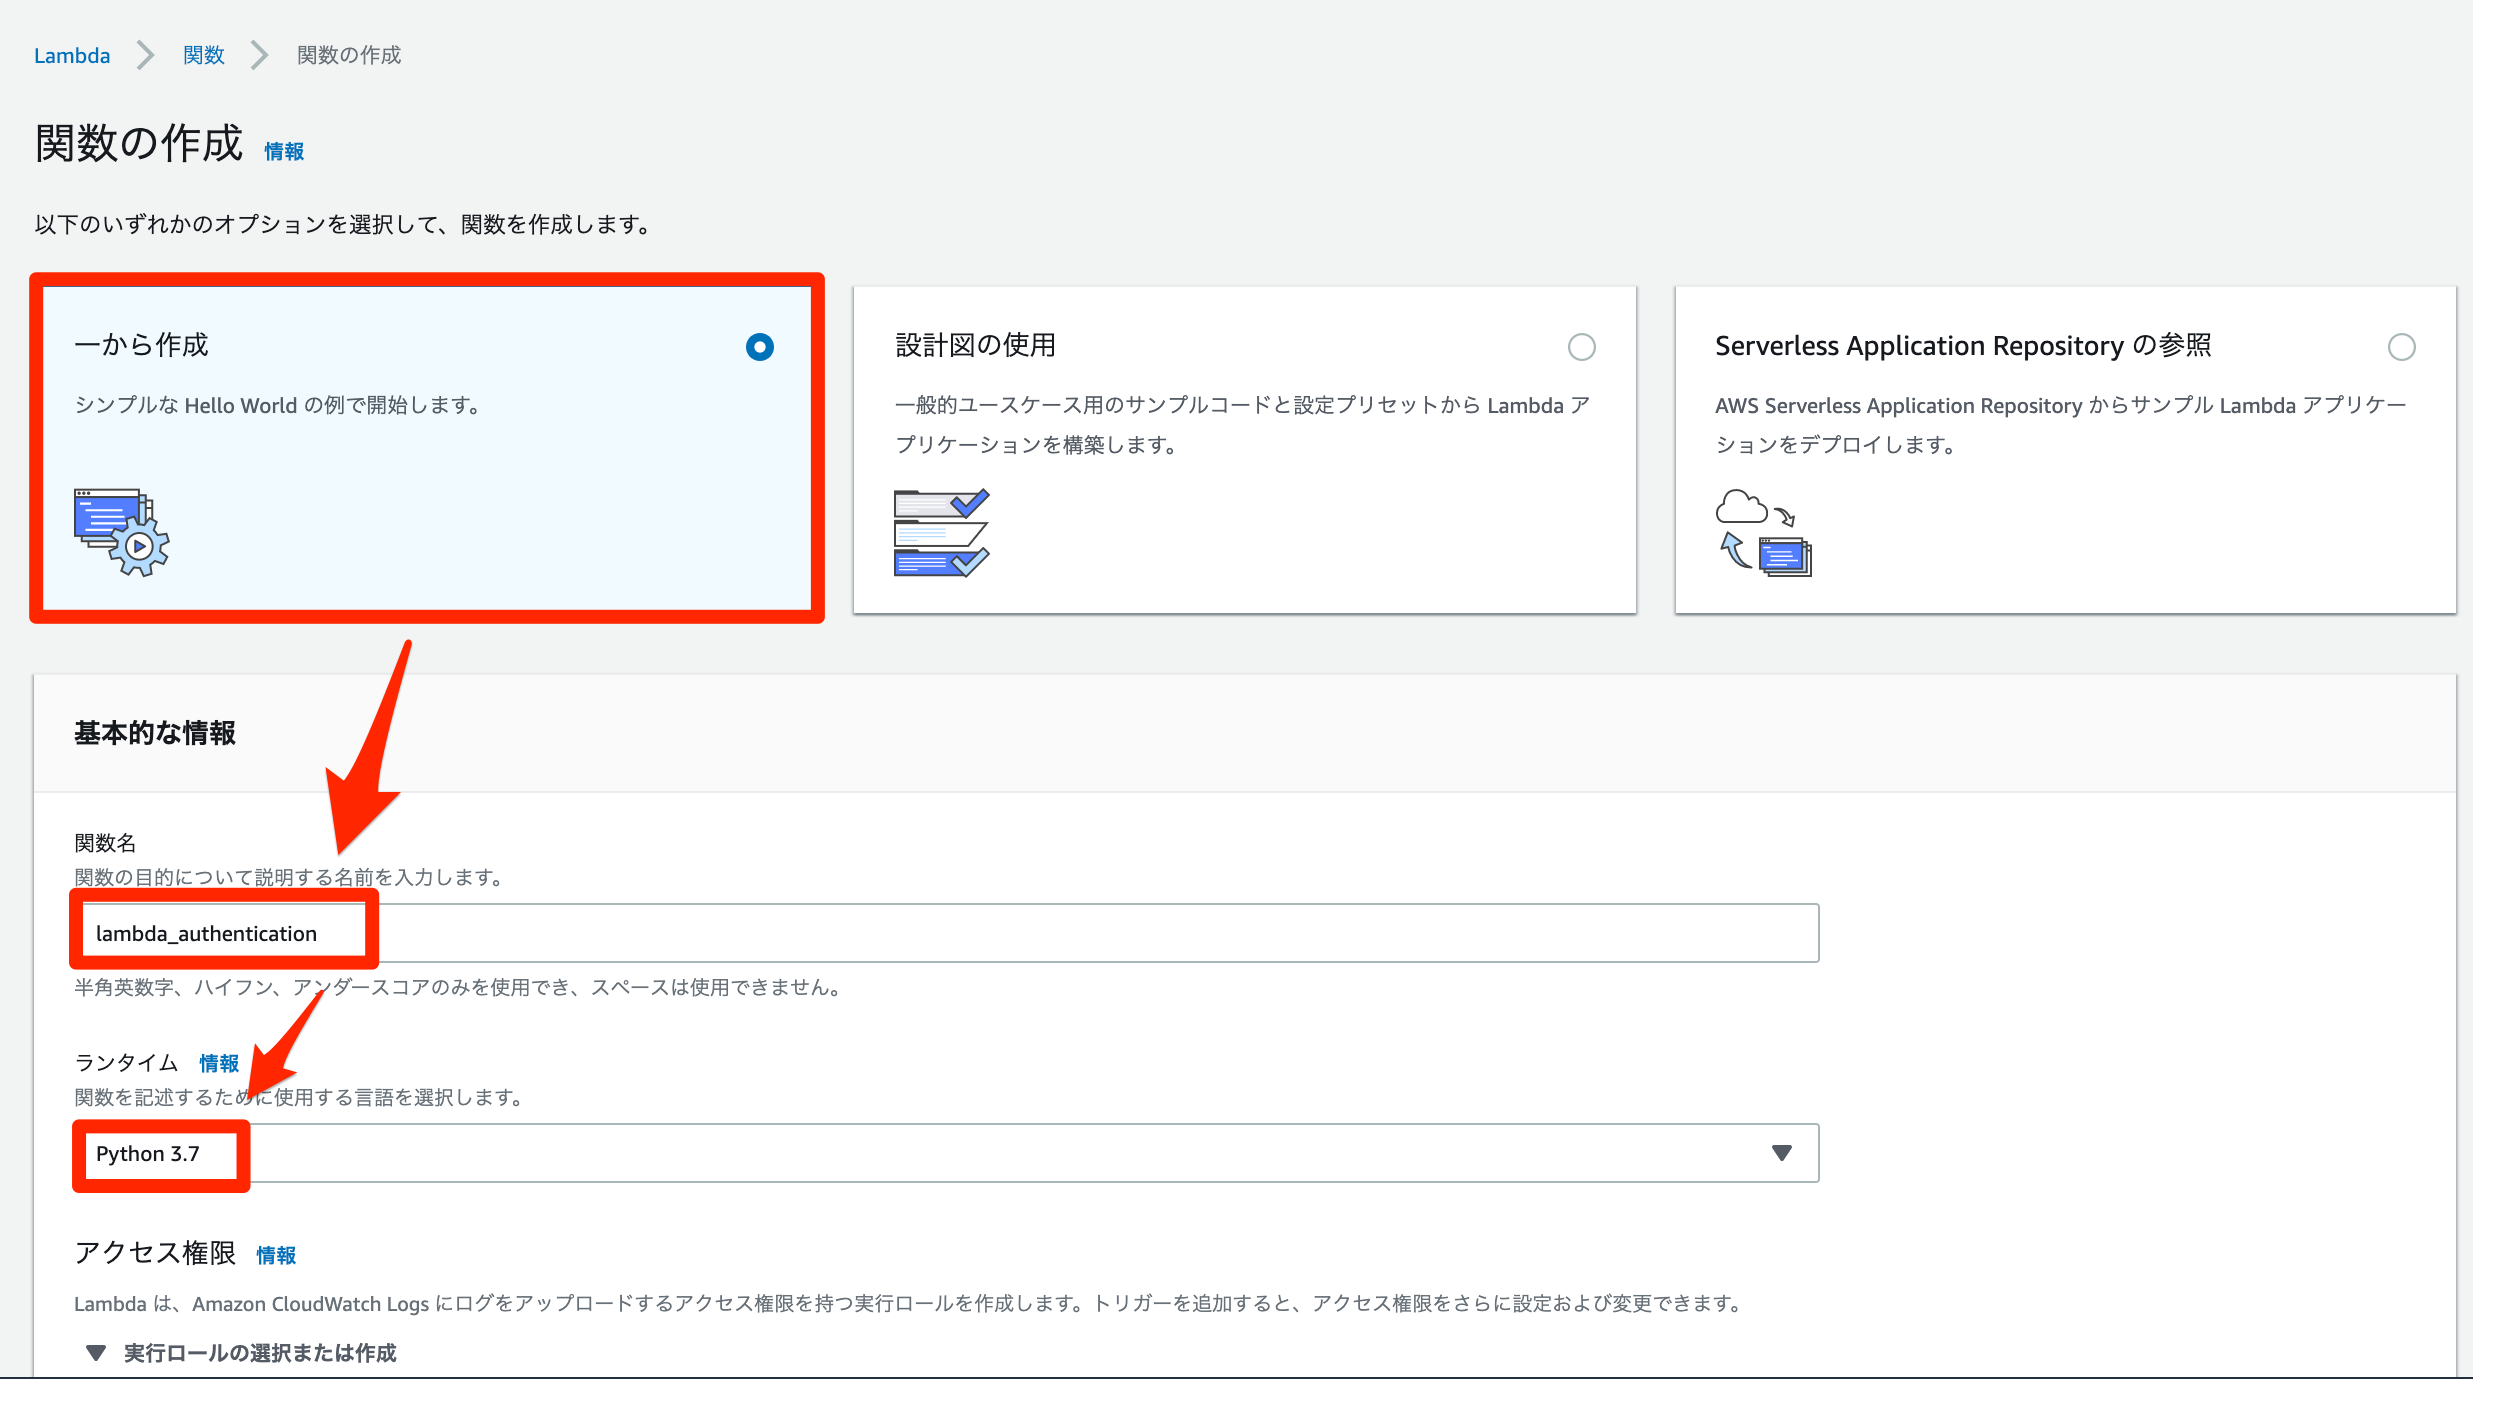 Lambda 関数 関数の作成
関数の作成 情報
以下のいずれかのオプションを選択して、関数を作成します。
一から作成
シンプルな Hello World の例で開始します。
設計図の使用
一般的ユースケース用のサンプルコードと設定プリセットから Lambda ア
プリケーションを構築します。
Serverless Application Repository の参照
AWS Serverless Application Repository からサンプル Lambda アプリケー
ションをデプロイします。
基本的な情報
関数名
関数の目的について説明する名前を入力します。
lambda_authentication
半角英数字、ハイフン、アンダースコアのみを使用でき、スペースは使用できません。
ランタイム 情報
関数を記述するために使用する言語を選択します。
Python 3.7
アクセス権限 情報
Lambda は、Amazon CloudWatch Logs にログをアップロードするアクセス権限を持つ実行ロールを作成します。トリガーを追加すると、アクセス権限をさらに設定および変更できます。
実行ロールの選択または作成